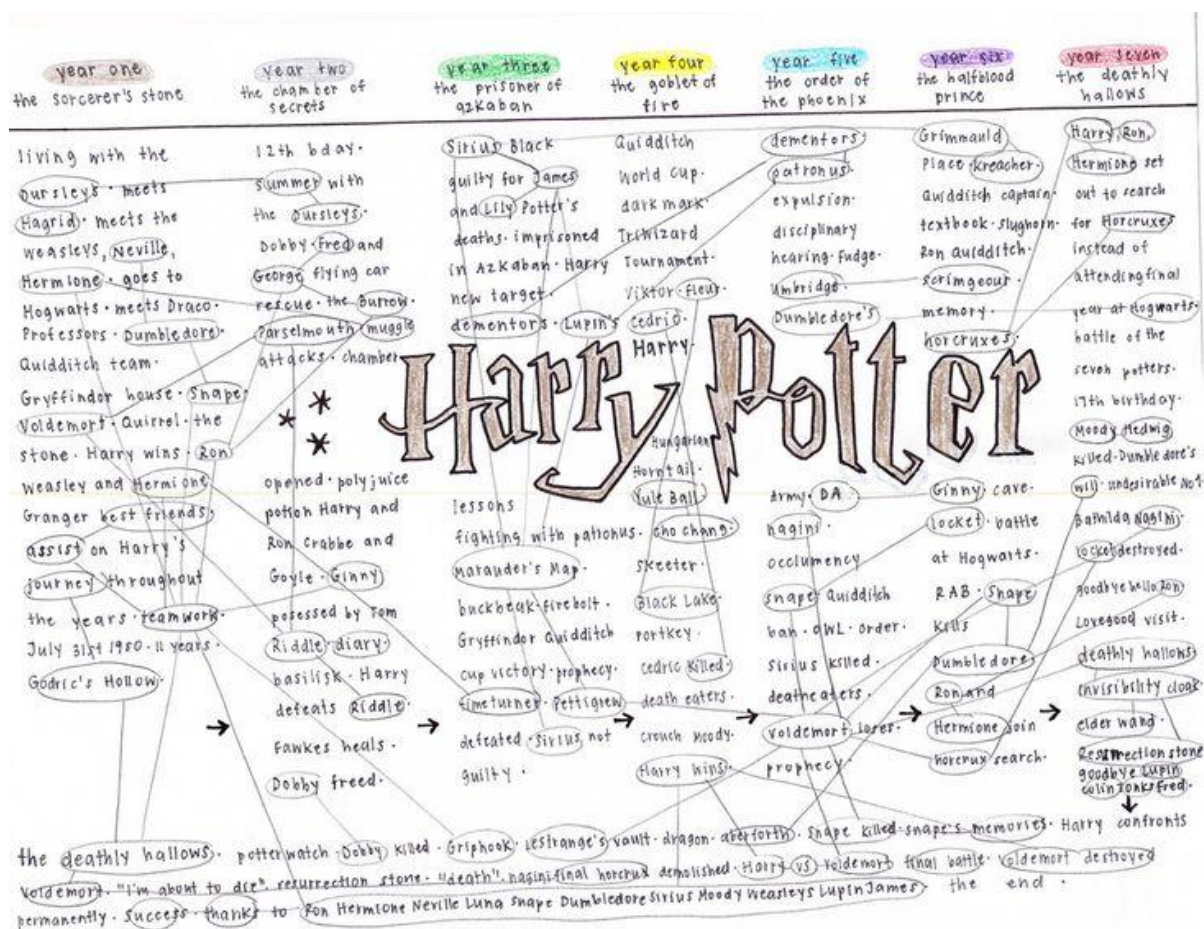 year one
the sorcerer's stone
living with the
Dursleys · meets
Hagrid · meets the
weasleys, Neville,
Hermione · goes to
Hogwarts · meets Draco ·
Professors · Dumbledore ·
Quidditch team ·
Gryffindor house · Snape ·
Voldemort · Quirrel · the
stone · Harry wins · Ron
Weasley and Hermione
Granger best friends ·
assist on Harry's
journey throughout
the years · teamwork ·
July 31st 1980 · 11 years ·
Godric's Hollow ·
year two
the chamber of
secrets
12th bday ·
summer with
the Dursleys ·
Dobby · Fred and
George flying car
rescue · the Burrow ·
Parselmouth muggle
attacks · chamber
opened · polyjuice
potion Harry and
Ron Crabbe and
Goyle · Ginny
posessed by Tom
Riddle · diary ·
basilisk · Harry
defeats Riddle ·
Fawkes heals ·
Dobby freed ·
year three
the prisoner of
azkaban
Sirius Black
guilty for James
and Lily Potter's
deaths · imprisoned
in Azkaban · Harry
new target ·
dementors · Lupin's
lessons
fighting with patronus ·
marauder's Map ·
buckbeak · firebolt ·
Gryffindor Quidditch
cup victory · prophecy ·
timeturner · Pettigrew
defeated · Sirius not
guilty ·
year four
the goblet of
fire
Quidditch
World Cup ·
dark mark ·
Triwizard
Tournament ·
Viktor · Fleur
Cedric ·
Harry ·
Hungarian
Horntail ·
Yule Ball ·
cho chang ·
skeeter ·
Black Lake ·
Portkey ·
cedric killed ·
death eaters ·
crouch moody ·
Harry wins ·
year five
the order of
the phoenix
dementors ·
patronus ·
expulsion ·
disciplinary
hearing · Fudge ·
Umbridge ·
Dumbledore's
Army · DA ·
nagini ·
occlumency
snape Quidditch
ban · OWL · order ·
sirius killed ·
deatheaters ·
voldemort loses ·
prophecy ·
year six
the halfblood
prince
Grimmauld
Place · kreacher ·
Quidditch captain ·
textbook · slughorn ·
Ron Quidditch ·
scrimgeour ·
memory ·
horcruxes ·
Ginny · cave ·
locket · battle
at Hogwarts ·
RAB · Snape
kills
Dumbledore ·
Ron and
Hermione join
horcrux search ·
year seven
the deathly
hallows
Harry, Ron,
Hermione set
out to search
for Horcruxes
instead of
attending final
year at Hogwarts ·
battle of the
seven potters ·
17th birthday ·
Moody Hedwig
killed · Dumbledore's
will · undesirable No 1 ·
Bathilda Nagini ·
locket destroyed ·
goodbye hello Ron
Lovegood visit ·
deathly hallows ·
invisibility cloak
elder wand ·
Resurrection stone
goodbye Lupin
colin Tonks Fred ·
Harry Potter
the deathly hallows · potterwatch · Dobby killed · Griphook · Lestrange's vault · dragon · aberforth · Snape killed · snape's memories · Harry confronts
Voldemort · "I'm about to die" · resurrection stone · "death" · nagini final horcrux demolished · Harry vs voldemort final battle · Voldemort destroyed
permanently · Success · thanks to Ron Hermione Neville Luna Snape Dumbledore Sirius Moody Weasleys Lupin James · the end ·